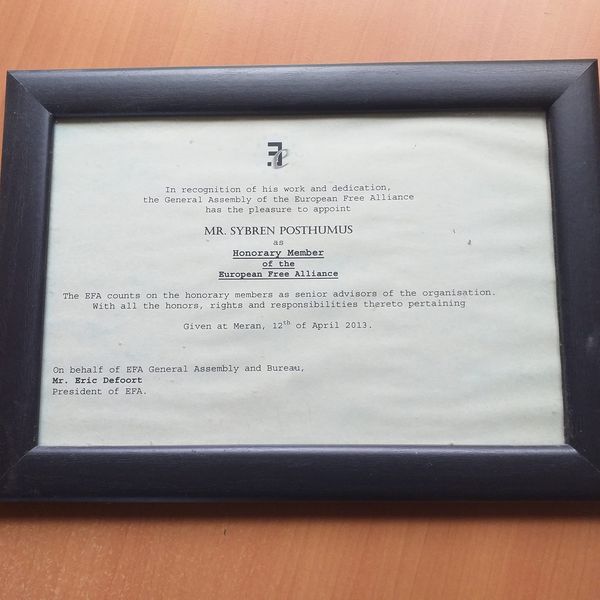 In recognition of his work and dedication,
the General Assembly of the European Free Alliance
has the pleasure to appoint
MR. SYBREN POSTHUMUS
as
Honorary Member
of the
European Free Alliance
The EFA counts on the honorary members as senior advisors of the organisation.
With all the honors, rights and responsibilities thereto pertaining
Given at Meran, 12th of April 2013.
On behalf of EFA General Assembly and Bureau,
Mr. Eric Defoort
President of EFA.